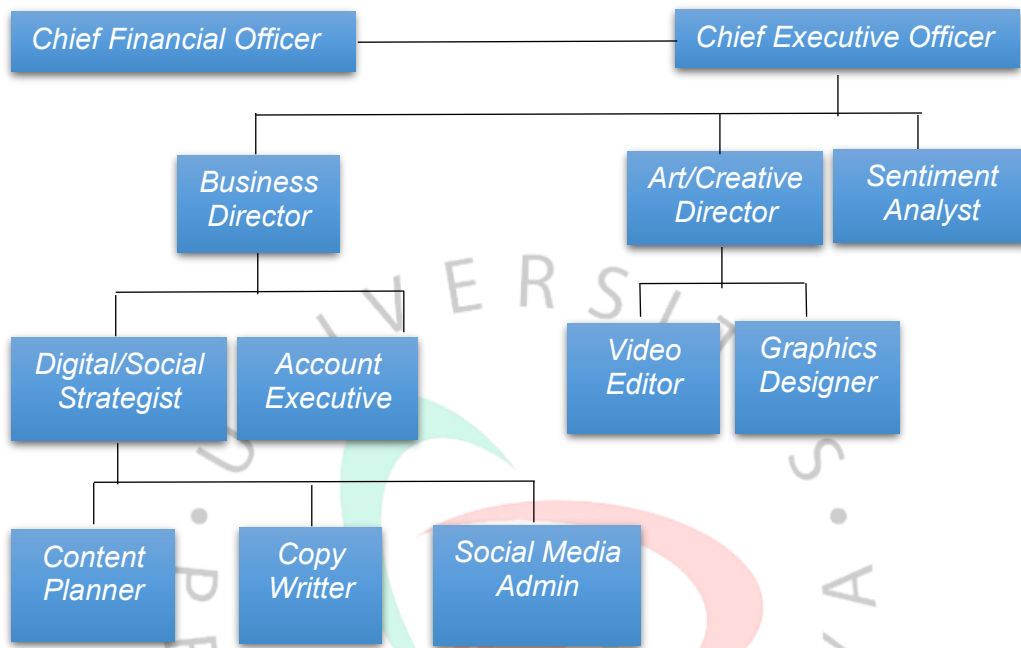 Chief Financial Officer
Chief Executive Officer
Business
Director
Art/Creative
Director
Sentiment
Analyst
Digital/Social
Strategist
Account
Executive
Video
Editor
Graphics
Designer
Content
Planner
Copy
Writter
Social Media
Admin